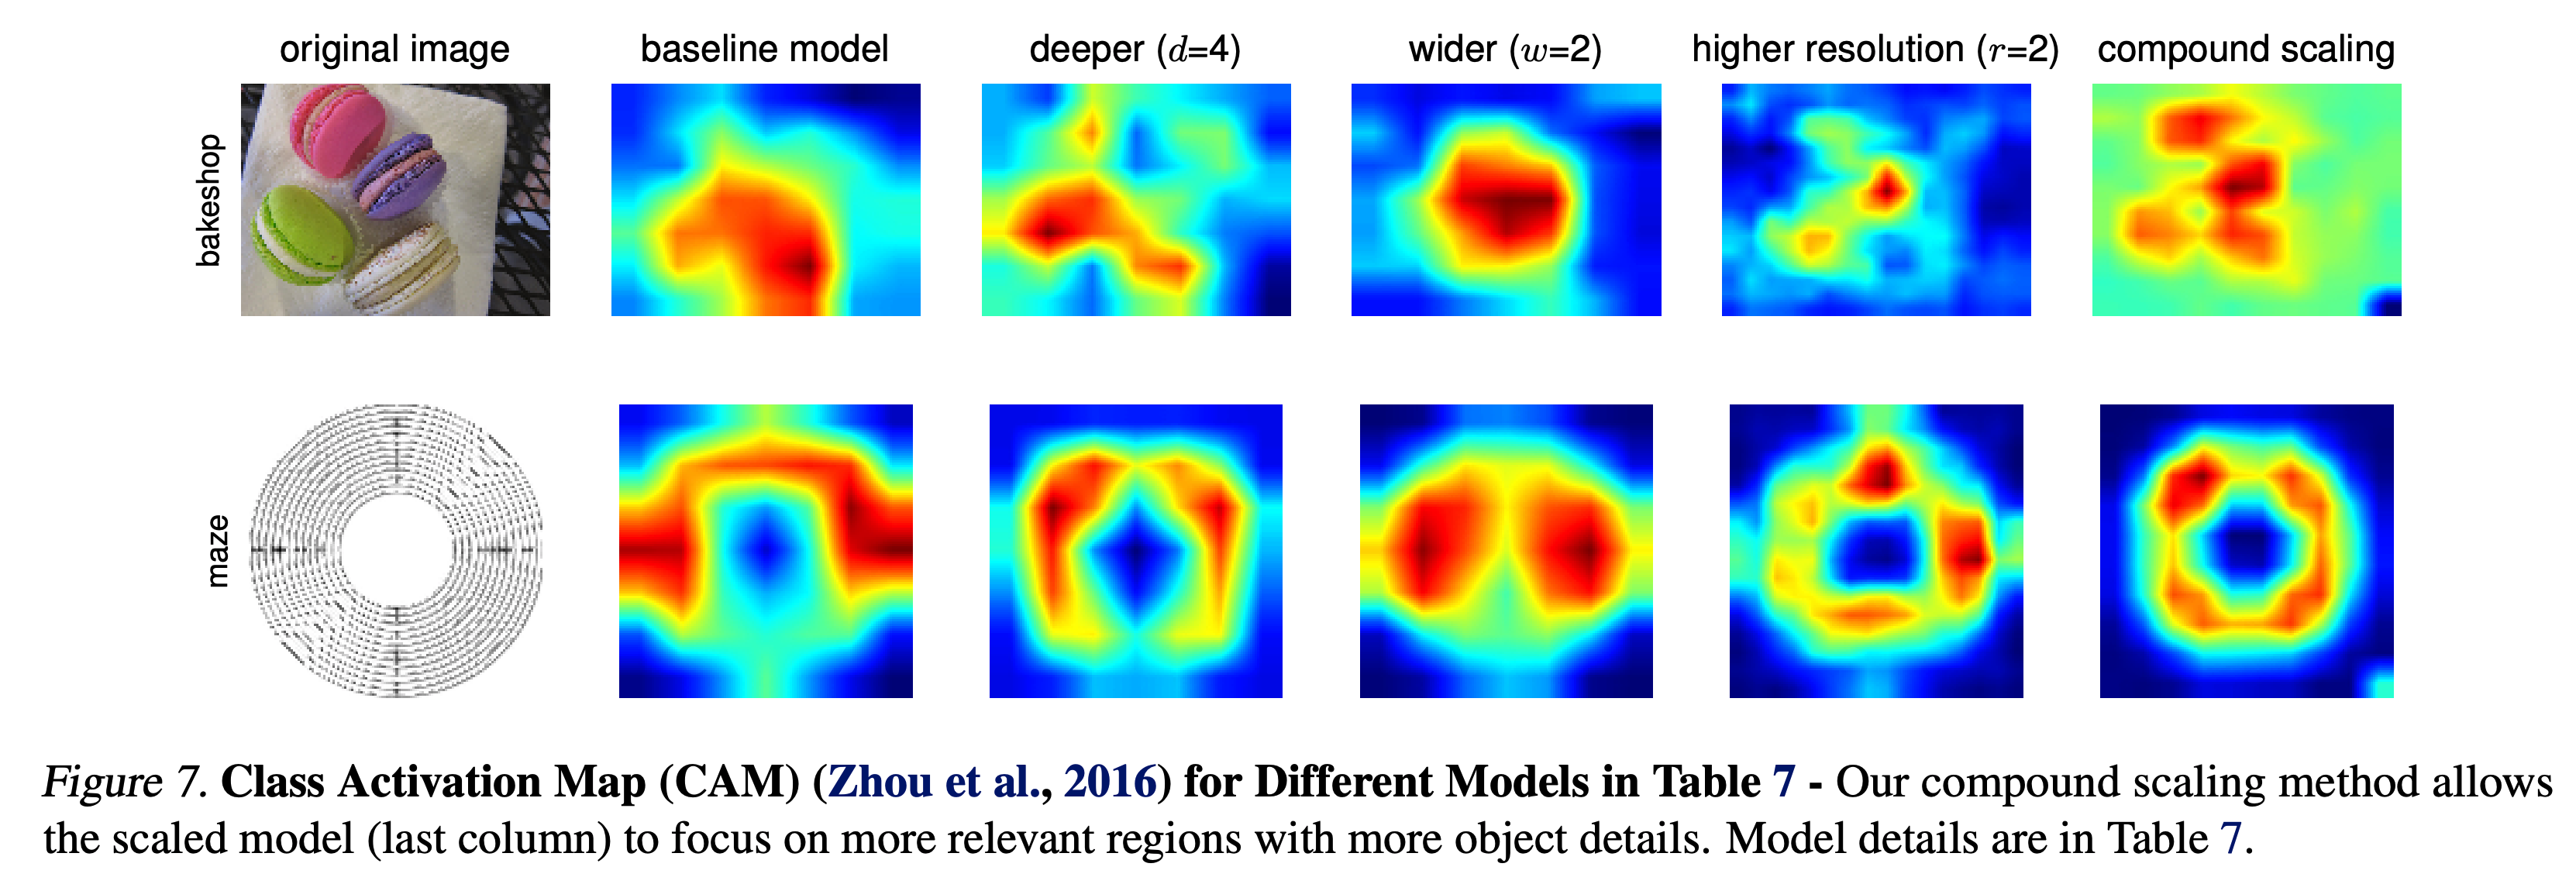 original image baseline model deeper (d=4) wider (w=2) higher resolution (r=2) compound scaling
bakeshop
maze
Figure 7. Class Activation Map (CAM) (Zhou et al., 2016) for Different Models in Table 7 - Our compound scaling method allows
the scaled model (last column) to focus on more relevant regions with more object details. Model details are in Table 7.